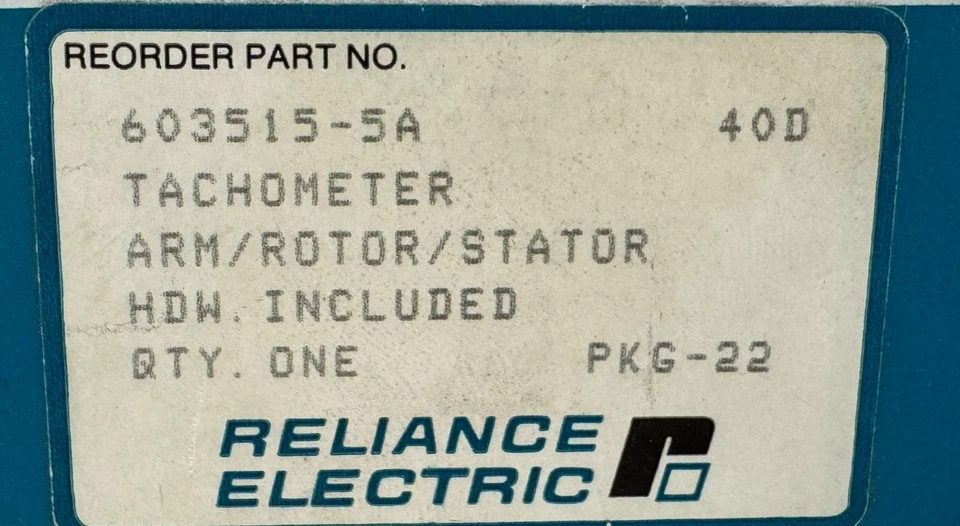 REORDER PART NO.
603515-5A 40D
TACHOMETER
ARM/ROTOR/STATOR
HDW. INCLUDED
QTY. ONE PKG-22
RELIANCE
ELECTRIC